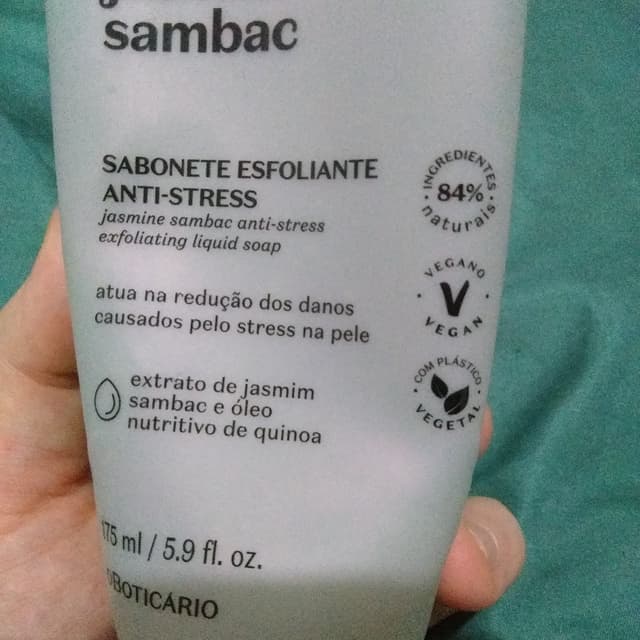 sambac
SABONETE ESFOLIANTE
ANTI-STRESS
jasmine sambac anti-stress
exfoliating liquid soap
atua na redução dos danos
causados pelo stress na pele
extrato de jasmim
sambac e óleo
nutritivo de quinoa
175 ml / 5.9 fl. oz.
oBOTICÁRIO
INGREDIENTES
84%
naturais
VEGANO
V
VEGAN
COM PLÁSTICO
VEGETAL